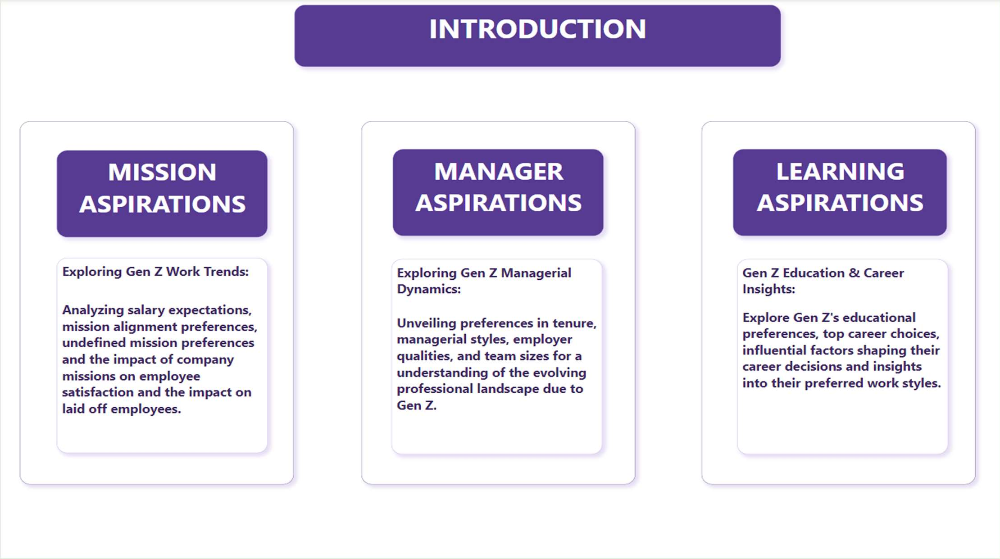 INTRODUCTION
MISSION
ASPIRATIONS
Exploring Gen Z Work Trends:
Analyzing salary expectations,
mission alignment preferences,
undefined mission preferences
and the impact of company
missions on employee
satisfaction and the impact on
laid off employees.
MANAGER
ASPIRATIONS
Exploring Gen Z Managerial
Dynamics:
Unveiling preferences in tenure,
managerial styles, employer
qualities, and team sizes for a
understanding of the evolving
professional landscape due to
Gen Z.
LEARNING
ASPIRATIONS
Gen Z Education & Career
Insights:
Explore Gen Z's educational
preferences, top career choices,
influential factors shaping their
career decisions and insights
into their preferred work styles.